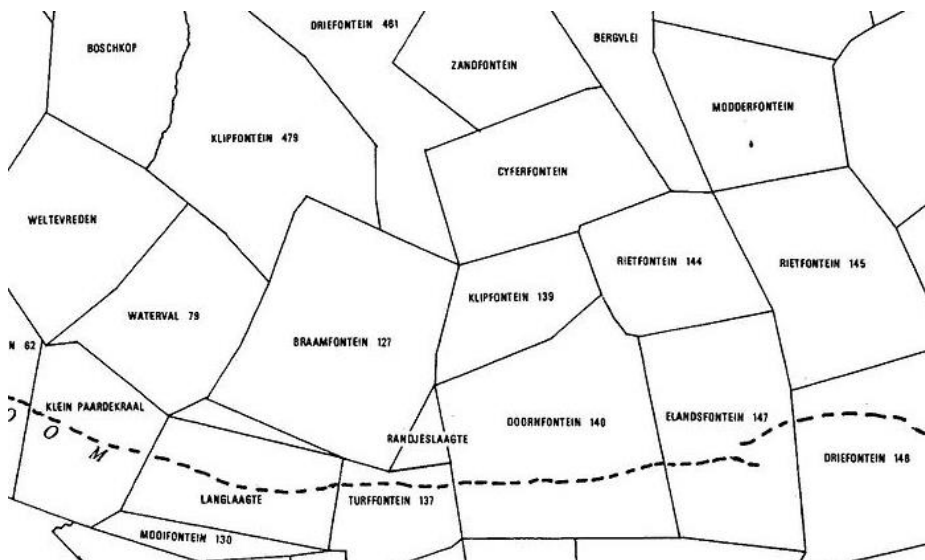 DRIEFONTEIN 461
BERGVLEI
BOSCHKOP
ZANDFONTEIN
MODDERFONTEIN
KLIPFONTEIN 479
CYFERFONTEIN
WELTEVREDEN
RIETFONTEIN 144
RIETFONTEIN 145
KLIPFONTEIN 139
WATERVAL 79
BRAAMFONTEIN 127
N 62
KLEIN PAARDEKRAAL
O
O
M
RANDJESLAAGTE
DOORNFONTEIN 140
ELANDSFONTEIN 147
DRIEFONTEIN 146
LANGLAAGTE
TURFFONTEIN 137
MOOIFONTEIN 130